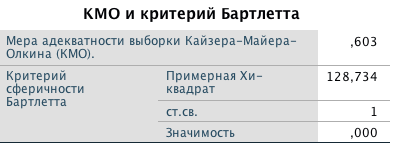 КМО и критерий Бартлетта
Мера адекватности выборки Кайзера-Майера-
Олкина (КМО).
,603
Критерий
сферичности
Бартлетта
Примерная Хи-
квадрат
128,734
ст.св.
1
Значимость
,000